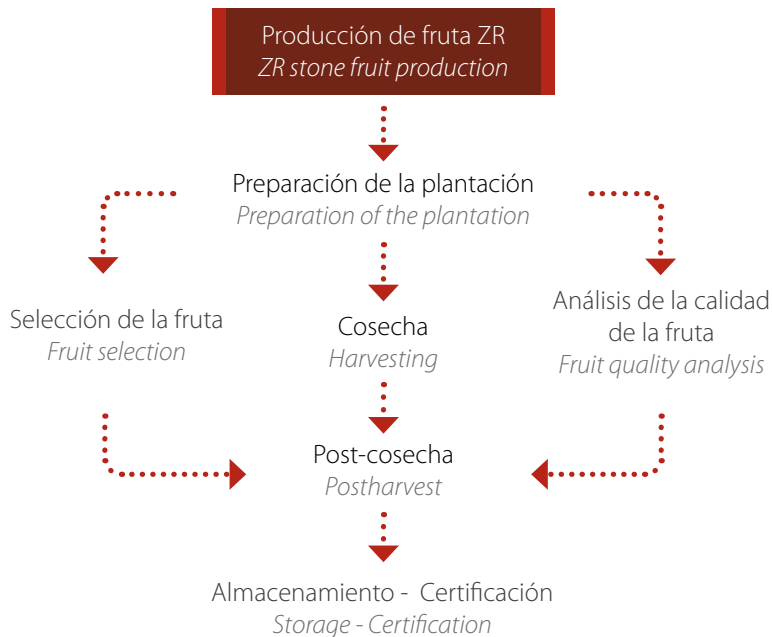 Producción de fruta ZR
ZR stone fruit production
Preparación de la plantación
Preparation of the plantation
Selección de la fruta
Fruit selection
Cosecha
Harvesting
Análisis de la calidad
de la fruta
Fruit quality analysis
Post-cosecha
Postharvest
Almacenamiento - Certificación
Storage - Certification